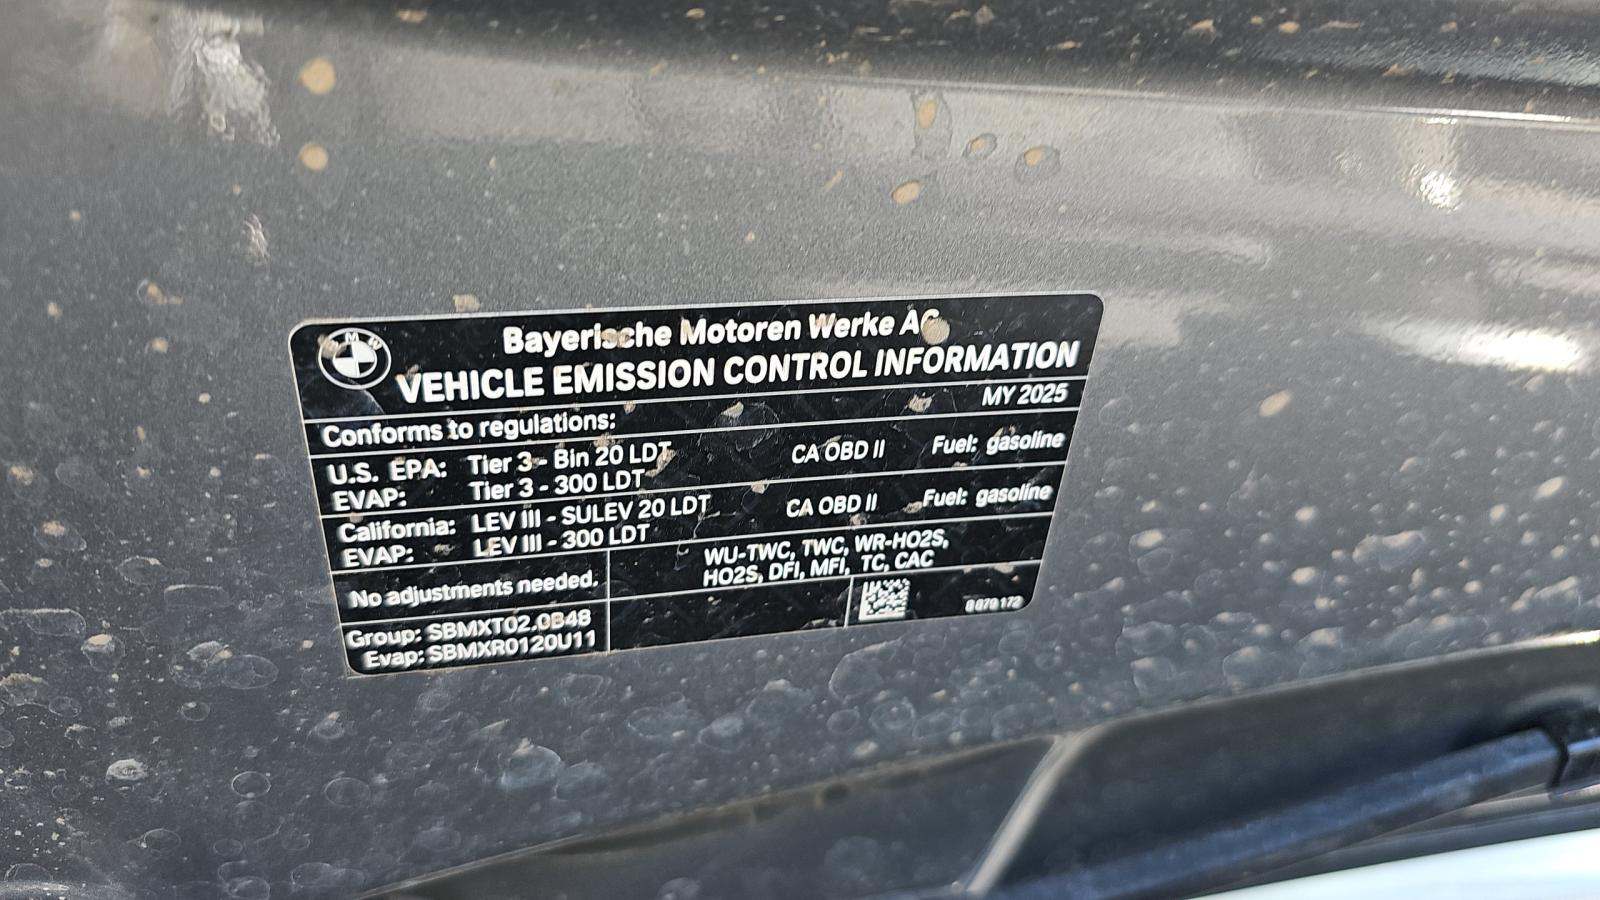 BMW
Bayerische Motoren Werke AG
VEHICLE EMISSION CONTROL INFORMATION
MY 2025
Conforms to regulations:
U.S. EPA: Tier 3 - Bin 20 LDT CA OBD II Fuel: gasoline
EVAP: Tier 3 - 300 LDT
California: LEV III - SULEV 20 LDT CA OBD II Fuel: gasoline
EVAP: LEV III - 300 LDT
No adjustments needed.
WU-TWC, TWC, WR-HO2S,
HO2S, DFI, MFI, TC, CAC
Group: SBMXT02.0B48
Evap: SBMXR0120U11